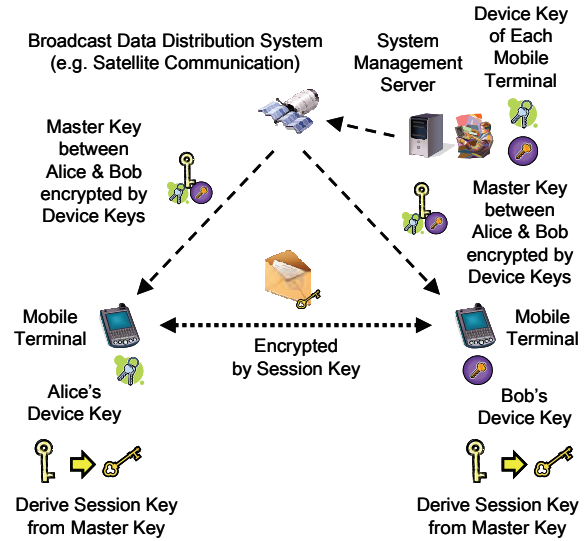 Broadcast Data Distribution System
(e.g. Satellite Communication)
System
Management
Server
Device Key
of Each
Mobile
Terminal
Master Key
between
Alice & Bob
encrypted by
Device Keys
Master Key
between
Alice & Bob
encrypted by
Device Keys
Mobile
Terminal
Encrypted
by Session Key
Mobile
Terminal
Alice's
Device Key
Bob's
Device Key
Derive Session Key
from Master Key
Derive Session Key
from Master Key